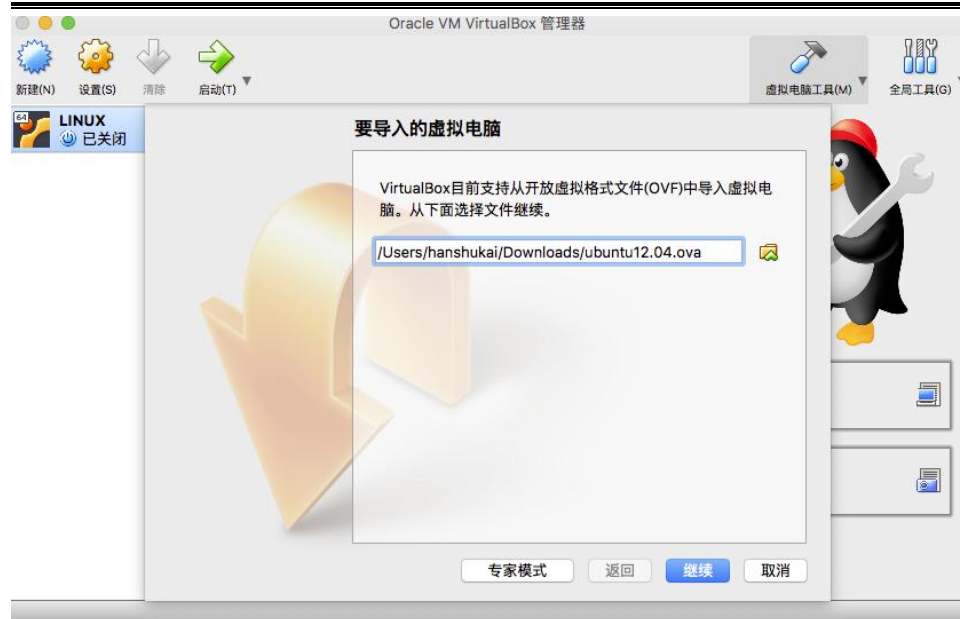 Oracle VM VirtualBox 管理器
新建(N) 设置(S) 清除 启动(T) 虚拟电脑工具(M) 全局工具(G)
64
LINUX
已关闭
要导入的虚拟电脑
VirtualBox目前支持从开放虚拟格式文件(OVF)中导入虚拟电
脑。从下面选择文件继续。
/Users/hanshukai/Downloads/ubuntu12.04.ova
专家模式 返回 继续 取消